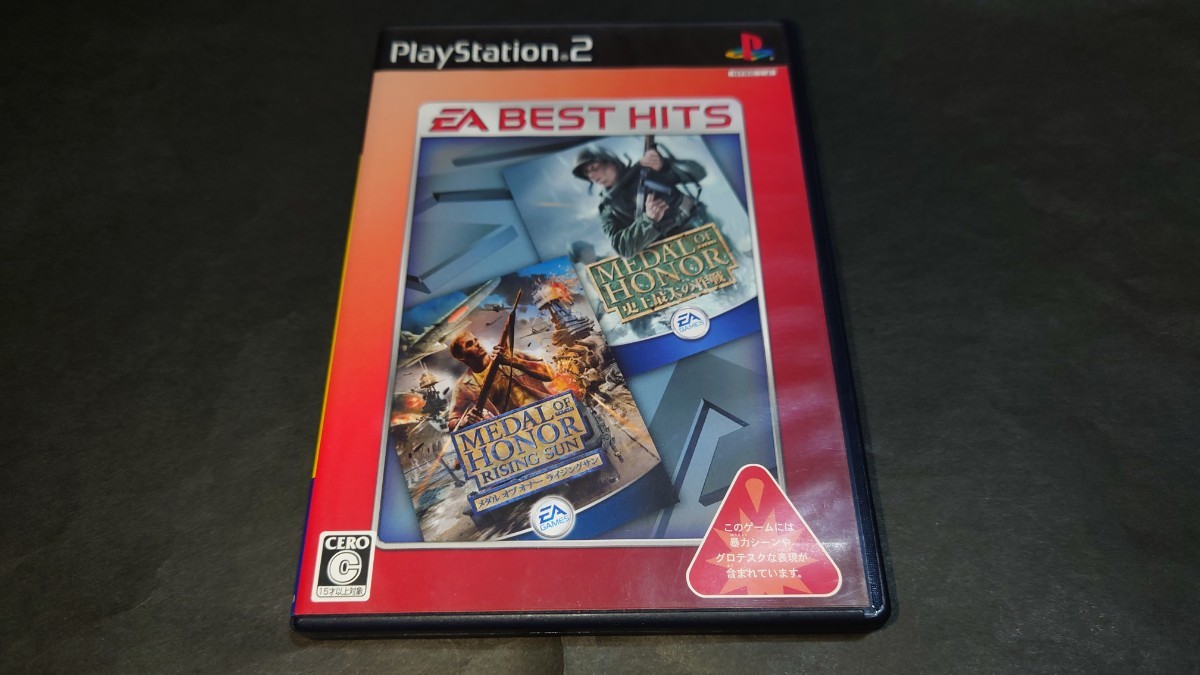 PlayStation.2
EA BEST HITS
MEDAL OF
HONOR
史上最大の作戦
EA
GAMES
MEDAL OF
HONOR
RISING SUN
メダル オブ オナー ライジングサン
EA
GAMES
CERO
C
15才以上対象
このゲームには
暴力シーンや
グロテスクな表現が
含まれています。